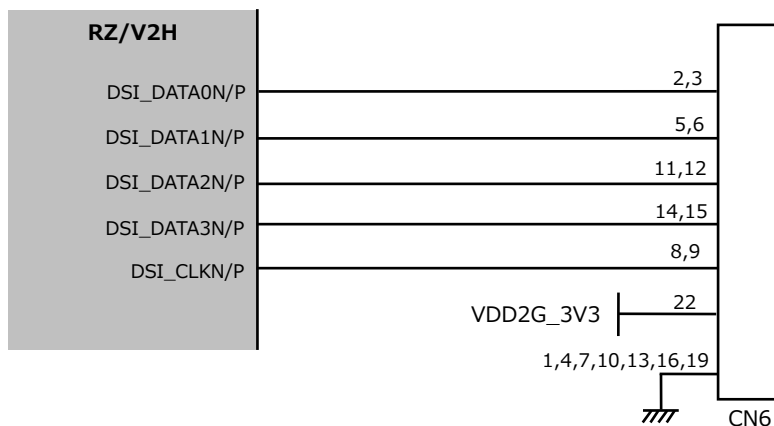 RZ/V2H
DSI_DATA0N/P 2,3
DSI_DATA1N/P 5,6
DSI_DATA2N/P 11,12
DSI_DATA3N/P 14,15
DSI_CLKN/P 8,9
VDD2G_3V3 22
1,4,7,10,13,16,19
CN6